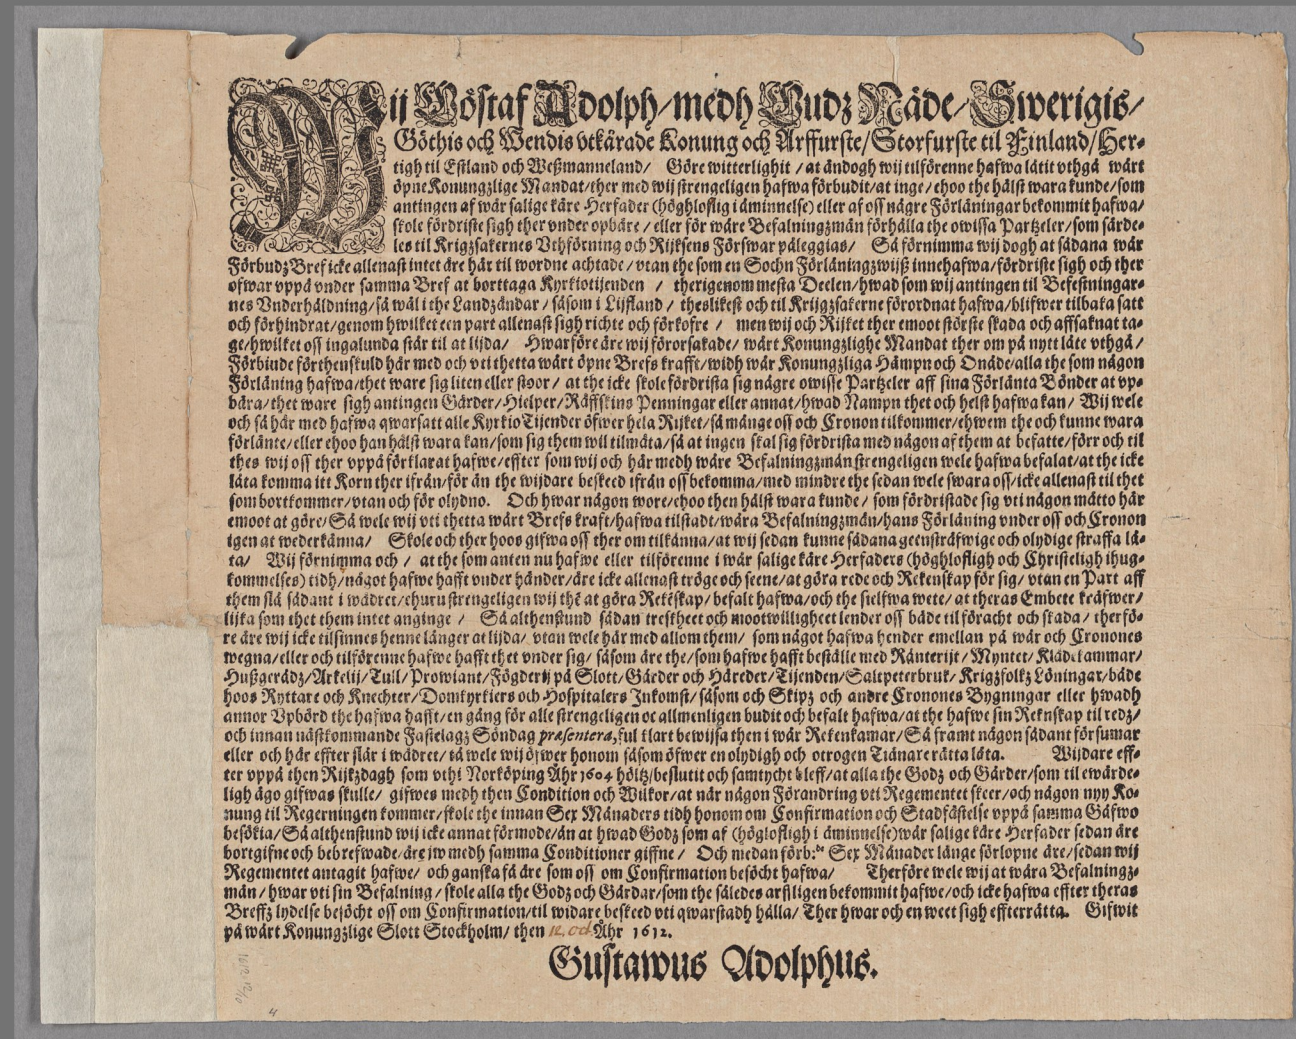 WIj Göstaf Adolph/medh Gudz Nåde/Swerigis/
Göthis och Wendis vtkårade Konung och Arffurste/Storfurste til Finland/Her-
tigh til Estland och Weßmanneland/ Göre witterlighit /at ändogh wij tilförenne hafwa låtit vthgå wårt
öpne Konungzlige Mandat/ther med wij strengeligen hafwa förbudit/at inge/ehoo the hälst wara kunde/som
antingen af wår salige käre Herfader (höghloflig i åminnelse) eller af oss någre Förläningar bekommit hafwa/
skole fördriste sigh ther vnder opbäre/eller för wåre Befalningzmän förhålla the owissa Partzeler/som särde-
les til Krigzsakernes Vthförning och Rijksens Förswar påleggias/ Så förnimma wij dogh at sådana wår
Förbudz Bref icke allenast intet äre här til wordne achtade/vtan the som en Sochn Förläningzwijß innehafwa/fördriste sigh och ther
ofwar vppå vnder samma Bref at borttaga Kyrkiotijenden / therigenom mesta Deelen/hwad som wij antingen til Befestningar-
nes Vnderhåldning/så wäl i the Landzändar/såsom i Lijfland/ theslikest och til Krijgzsakerne förordnat hafwa/blifwer tilbaka satt
och förhindrat/genom hwilket een part allenast sigh richte och förkofre / men wij och Rijket ther emoot störste skada och affsaknat ta-
ge/hwilket oss ingalunda står til at lijda/ Hwarföre äre wij förorsakade/wårt Konungzlighe Mandat ther om på nytt låte vthgå/
Förbiude förthenskuld här med och vti thetta wårt öpne Brefs krafft/widh wår Konungzliga Hämpn och Onåde/alla the som någon
Förläning hafwa/thet ware sig liten eller stoor/ at the icke skole fördrista sig någre owisse Partzeler aff sina Förlänta Bönder at vp-
bära/thet ware sigh antingen Gärder/Hielper/Räffstins Penningar eller annat/hwad Nampn thet och helst hafwa kan/ Wij wele
och så här med hafwa qwarsatt alle Kyrkio Tijender öfwer hela Rijket/så månge oss och Cronon tilkommer/ehwem the och kunne wara
förlänte/eller ehoo han hälst wara kan/som sig them wil tilmäta/så at ingen skal sig fördrista med någon af them at befatte/förr och til
thes wij oss ther vppå förklarat hafwe/effter som wij och här medh wåre Befalningzmän strengeligen wele hafwa befalat/at the icke
låta komma itt Korn ther ifrån/för än the wijdare beskeed ifrån oss bekomma/med mindre the sedan wele swara oss/icke allenast til thet
som bortkommer/vtan och för olydno. Och hwar någon wore/ehoo then hälst wara kunde/ som fördristade sig vti någon måtto här
emoot at göre/Så wele wij vti thetta wårt Brefs kraft/hafwa tilstadt/wåra Befalningzmän/hans Förläning vnder oss och Cronon
igen at wederkänna/ Skole och ther hoos gifwa oss ther om tilkänna/at wij sedan kunne sådana geensträfwige och olydige straffa lå-
ta/ Wij förnimma och / at the som anten nu hafwe eller tilförenne i wår salige käre Herfaders (höghlofligh och Christeligh ihug-
kommelses) tidh/något hafwe hafft vnder händer/äre icke allenast tröge och seene/at göra rede och Rekenskap för sig/vtan en Part aff
them slå sådant i wädret/ehuru strengeligen wij thẽ at göra Rekẽskap/befalt hafwa/och the sielfwa wete/at theras Embete kräfwer/
lijka som thet them intet anginge / Så althenstund sådan treskheet och mootwilligheet lender oss både til föracht och skada/ therfö-
re äre wij icke tilsinnes henne länger at lijda/ vtan wele här med allom them/ som något hafwa hender emellan på wår och Cronones
wegna/eller och tilförenne hafwe hafft thet vnder sig/ såsom äre the/som hafwe hafft beställe med Ränterijt/Myntet/Klädekammar/
Hußgerådz/Arkelij/Tull/Prowiant/Fögderij på Slott/Gårder och Häreder/Tijenden/Saltpeterbruk/Krigzfolkz Löningar/både
hoos Ryttare och Knechter/Domkyrkiers och Hospitalers Inkomst/såsom och Skipz och andre Cronones Bygningar eller hwadh
annor Vpbörd the hafwa hafft/en gång för alle strengeligen oc allmenligen budit och befalt hafwa/at the hafwe sin Reknskap til redz/
och innan nästkommande Fastelagz Söndag præsentera, ful klart bewijsa then i wår Rekenkamar/Så framt någon sådant försumar
eller och här effter slår i wädret/ tå wele wij öfwer honom såsom öfwer en olydigh och otrogen Tiänare rätta låta. Wijdare eff-
ter vppå then Rijkzdagh som vthi Norköping Åhr 1604 höltz/beslutit och samtycht bleff/at alla the Godz och Gårder/som til ewärde-
ligh ägo gifwas skulle/ gifwes medh then Condition och Wilkor/at när någon Förandring vti Regementet skeer/och någon nyy Ko-
nung til Regerningen kommer/skole the innan Sex Månaders tidh honom om Confirmation och Stadfästelse vppå samma Gåfwo
besökia/Så althenstund wij icke annat förmode/än at hwad Godz som af (höglofligh i åminnelse)wår salige käre Herfader sedan äre
bortgifne och bebrefwade/äre jw medh samma Conditioner giffne/ Och medan förb:de Sex Månader länge förlopne äre/sedan wij
Regementet antagit hafwe/ och ganska få äre som oss om Confirmation besöcht hafwa/ Therföre wele wij at wåra Befalningz-
män/hwar vti sin Befalning/skole alla the Godz och Gårdar/som the således arfliligen bekommit hafwe/och icke hafwa effter theras
Breffz lydelse besöcht oss om Confirmation/til widare beskeed vti qwarstadh hålla/Ther hwar och en weet sigh effterrätta. Gifwit
på wårt Konungzlige Slott Stockholm/then 12. Oct. Åhr 1612.
Gustawus Adolphus.
1612 12/10
4